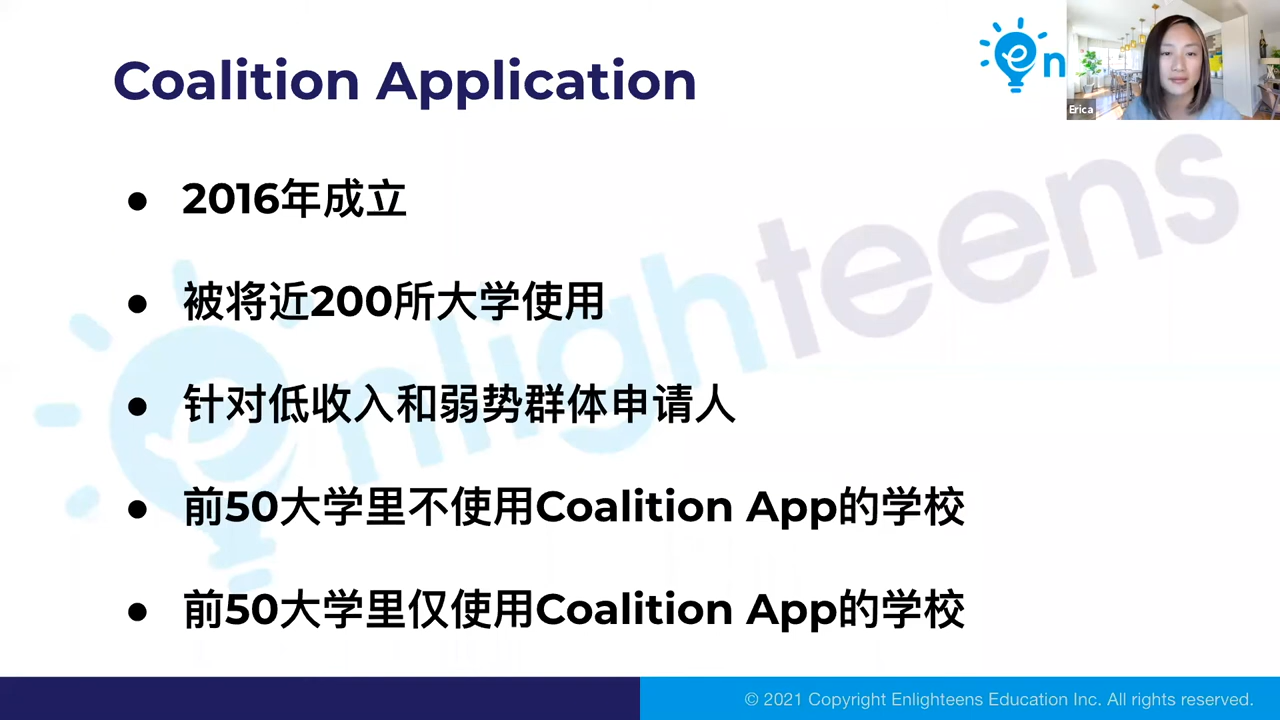 Coalition Application
en
Erica
● 2016年成立
● 被将近200所大学使用
● 针对低收入和弱势群体申请人
● 前50大学里不使用Coalition App的学校
● 前50大学里仅使用Coalition App的学校
enlighteens
© 2021 Copyright Enlighteens Education Inc. All rights reserved.